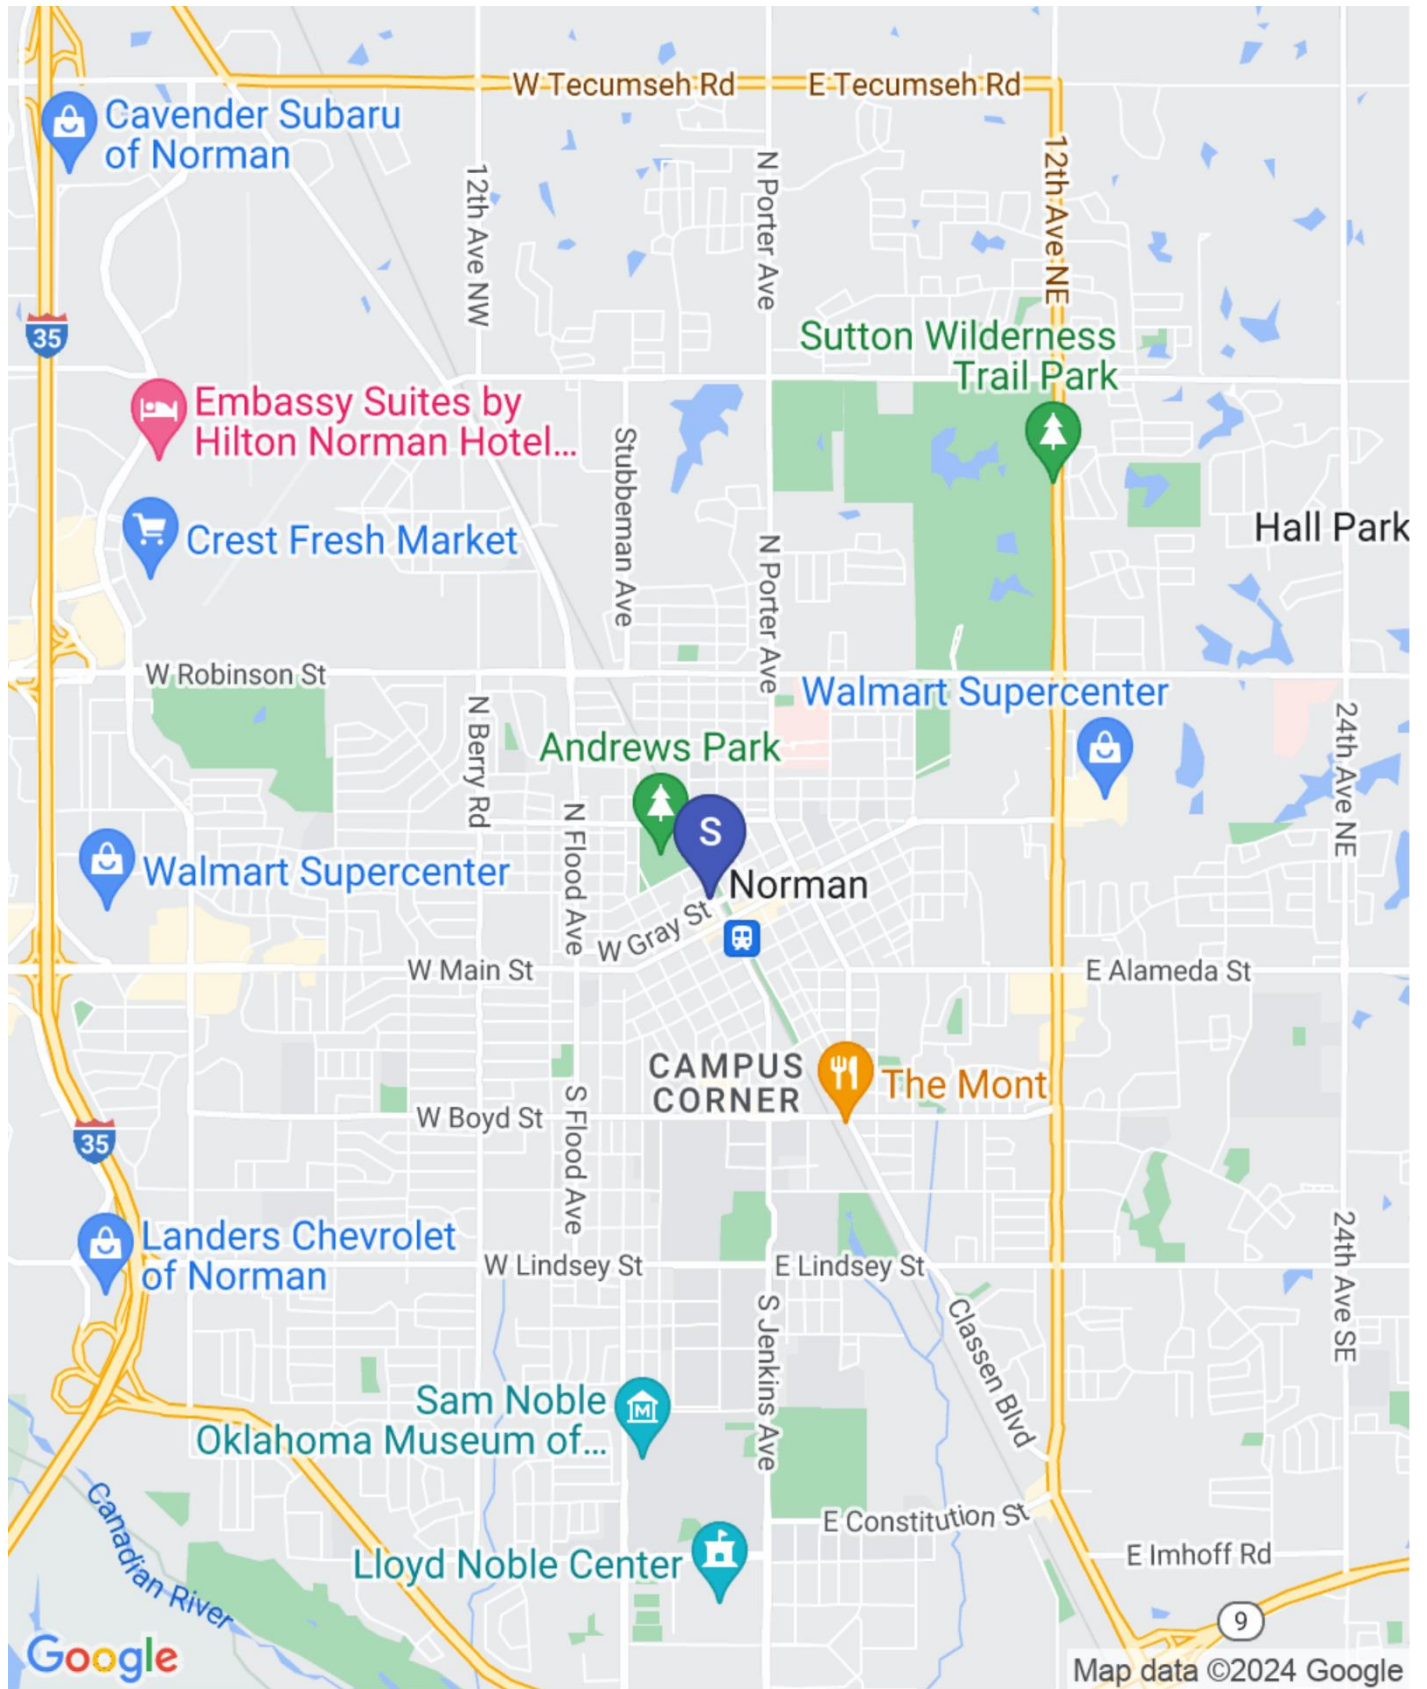 W Tecumseh Rd
E Tecumseh Rd
Cavender Subaru
of Norman
12th Ave NW
N Porter Ave
12th Ave NE
35
Sutton Wilderness
Trail Park
Embassy Suites by
Hilton Norman Hotel...
Stubbeman Ave
Crest Fresh Market
Hall Park
N Porter Ave
W Robinson St
Walmart Supercenter
N Berry Rd
24th Ave NE
Andrews Park
S
N Flood Ave
Walmart Supercenter
Norman
W Gray St
W Main St
E Alameda St
CAMPUS
CORNER
The Mont
W Boyd St
S Flood Ave
35
Landers Chevrolet
of Norman
W Lindsey St
E Lindsey St
24th Ave SE
S Jenkins Ave
Classen Blvd
Sam Noble
Oklahoma Museum of...
M
Canadian River
E Constitution St
Lloyd Noble Center
E Imhoff Rd
9
Google
Map data ©2024 Google